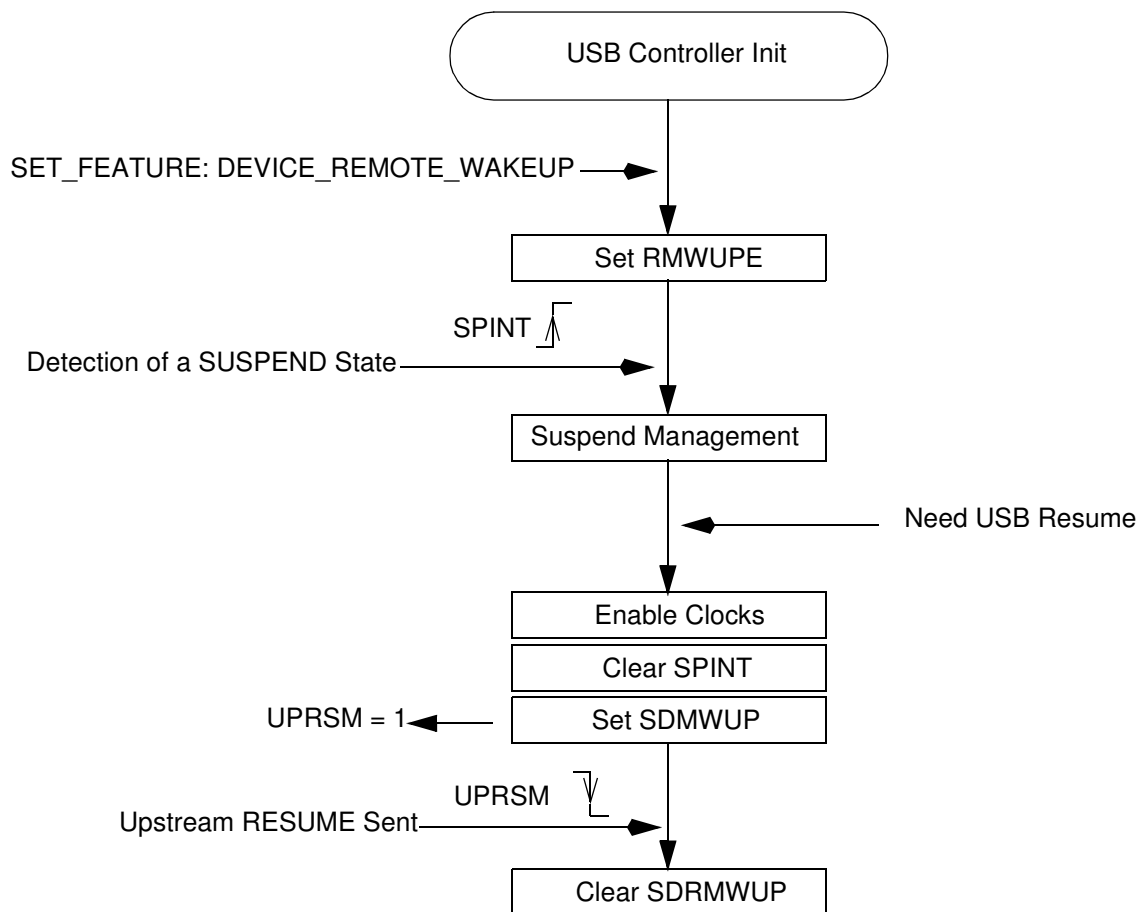 USB Controller Init
SET_FEATURE: DEVICE_REMOTE_WAKEUP
Set RMWUPE
SPINT
Detection of a SUSPEND State
Suspend Management
Need USB Resume
Enable Clocks
Clear SPINT
UPRSM = 1
Set SDMWUP
UPRSM
Upstream RESUME Sent
Clear SDRMWUP